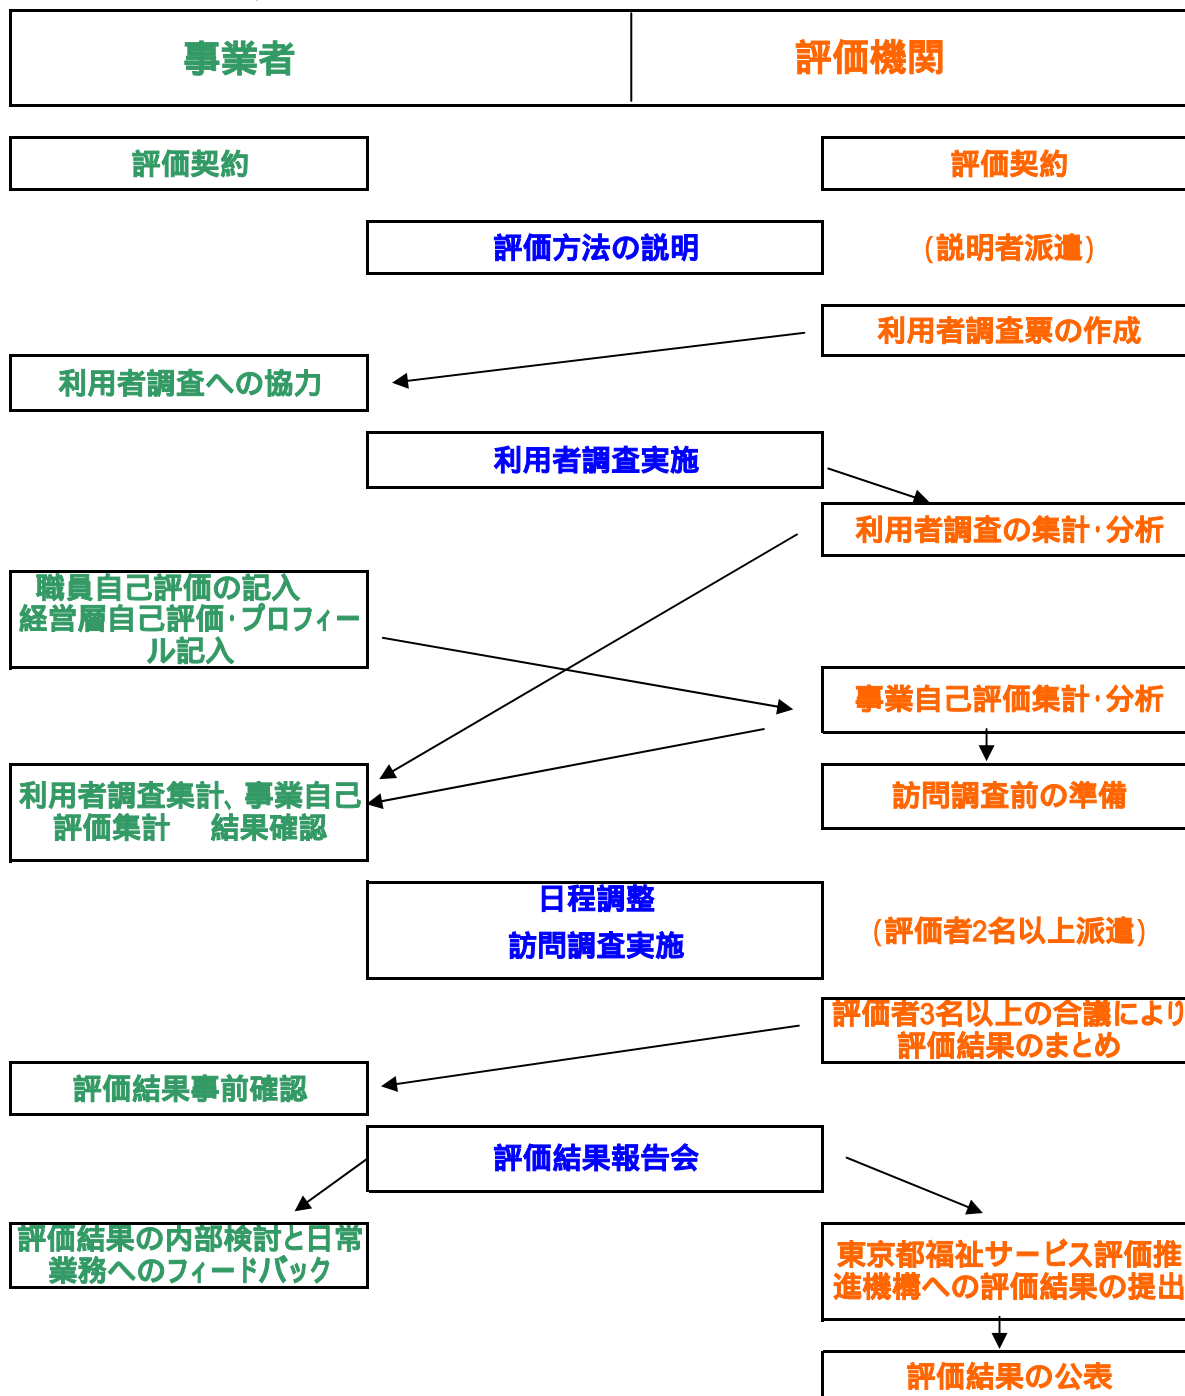 事業者
評価機関
評価契約
評価契約
評価方法の説明
(説明者派遣)
利用者調査票の作成
利用者調査への協力
利用者調査実施
利用者調査の集計・分析
職員自己評価の記入
経営層自己評価・プロフィー
ル記入
事業自己評価集計・分析
利用者調査集計、事業自己
評価集計 結果確認
訪問調査前の準備
日程調整
訪問調査実施
(評価者2名以上派遣)
評価者3名以上の合議により
評価結果のまとめ
評価結果事前確認
評価結果報告会
評価結果の内部検討と日常
業務へのフィードバック
東京都福祉サービス評価推
進機構への評価結果の提出
評価結果の公表